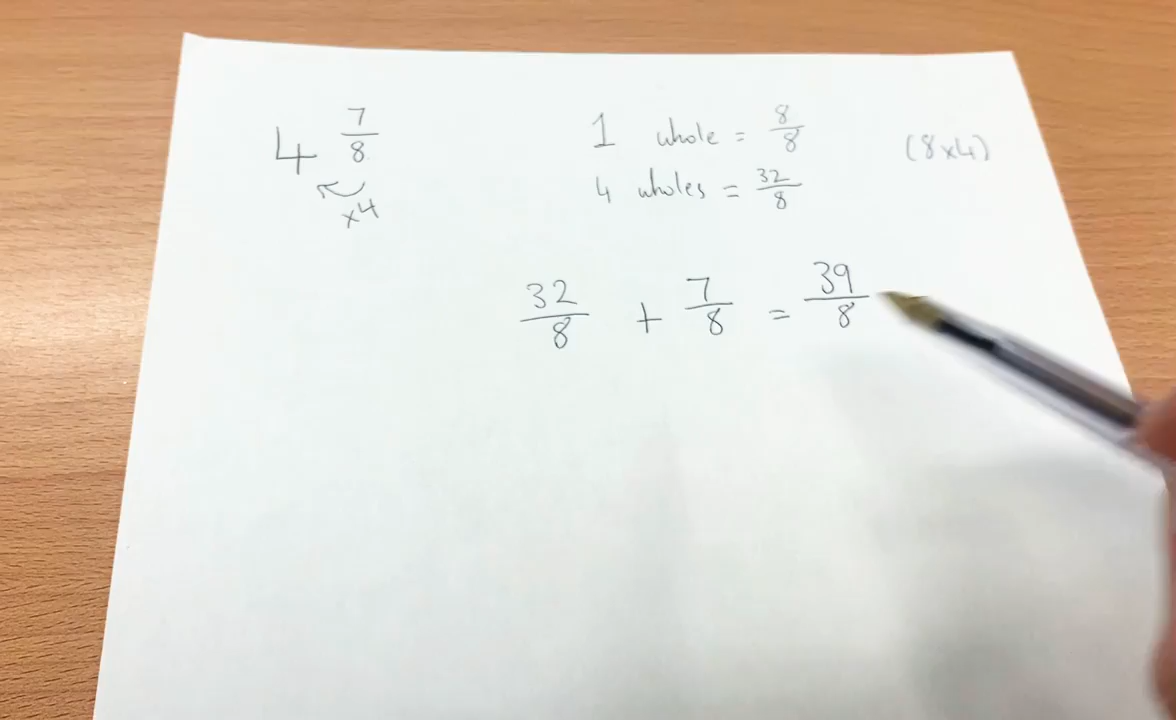 4 7/8
x4
1 whole = 8/8 (8x4)
4 wholes = 32/8
32/8 + 7/8 = 39/8